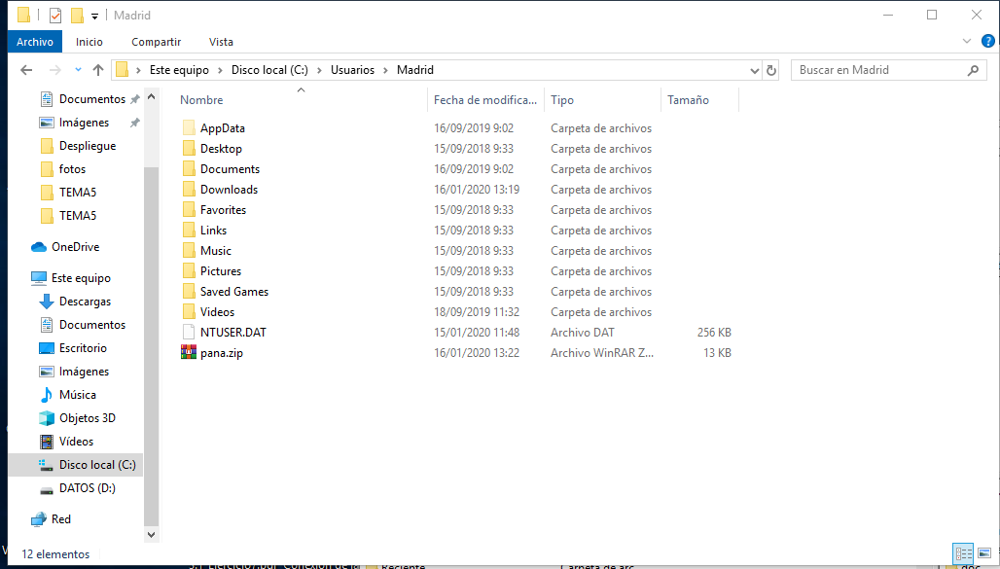 Madrid
Archivo Inicio Compartir Vista
Este equipo Disco local (C:) Usuarios Madrid
Buscar en Madrid
Documentos
Imágenes
Despliegue
fotos
TEMA5
TEMA5
OneDrive
Este equipo
Descargas
Documentos
Escritorio
Imágenes
Música
Objetos 3D
Vídeos
Disco local (C:)
DATOS (D:)
Red
Nombre Fecha de modifica... Tipo Tamaño
AppData 16/09/2019 9:02 Carpeta de archivos
Desktop 15/09/2018 9:33 Carpeta de archivos
Documents 16/09/2019 9:02 Carpeta de archivos
Downloads 16/01/2020 13:19 Carpeta de archivos
Favorites 15/09/2018 9:33 Carpeta de archivos
Links 15/09/2018 9:33 Carpeta de archivos
Music 15/09/2018 9:33 Carpeta de archivos
Pictures 15/09/2018 9:33 Carpeta de archivos
Saved Games 15/09/2018 9:33 Carpeta de archivos
Videos 18/09/2019 11:32 Carpeta de archivos
NTUSER.DAT 15/01/2020 11:48 Archivo DAT 256 KB
pana.zip 16/01/2020 13:22 Archivo WinRAR Z... 13 KB
12 elementos